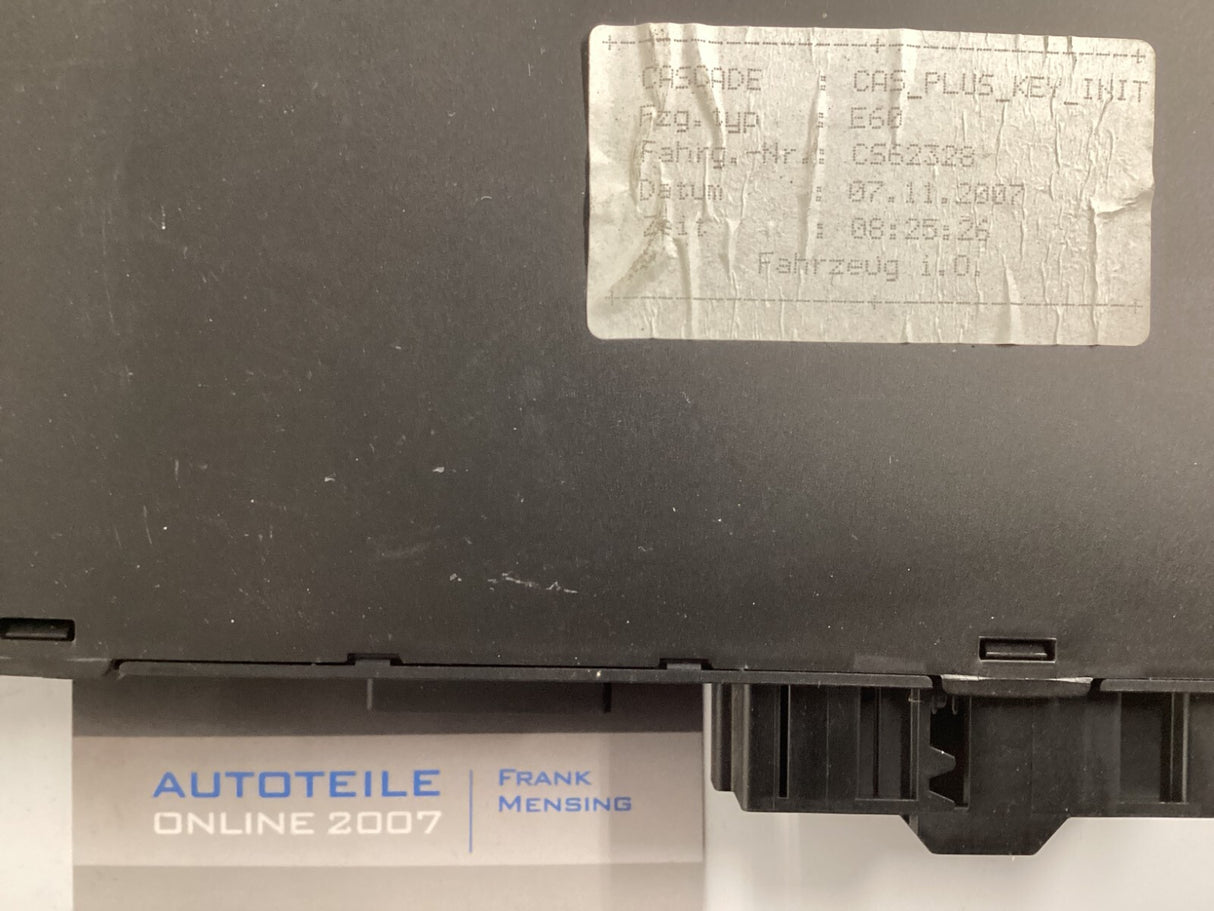 CASCADE : CAS_PLUS_KEY_INIT
Fzg.typ : E60
Fahrg.-Nr.: CS62328
Datum : 07.11.2007
Zeit : 08:25:26
Fahrzeug i.O.
AUTOTEILE
ONLINE 2007
FRANK
MENSING